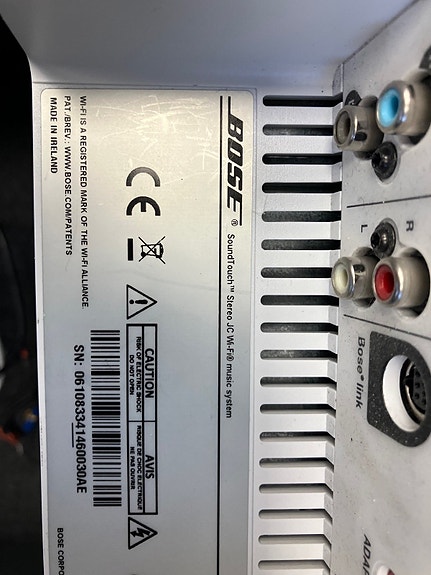 BOSE®
SoundTouch™ Stereo JC Wi-Fi® music system
CE
CAUTION
RISK OF ELECTRIC SHOCK
DO NOT OPEN
AVIS
RISQUE DE CHOC ELECTRIQUE
NE PAS OUVRIR
SN: 061083341460030AE
WI-FI IS A REGISTERED MARK OF THE WI-FI ALLIANCE
PAT./BREV.: WWW.BOSE.COM/PATENTS
MADE IN IRELAND
BOSE CORPO
R
L
Bose® link
ADAP